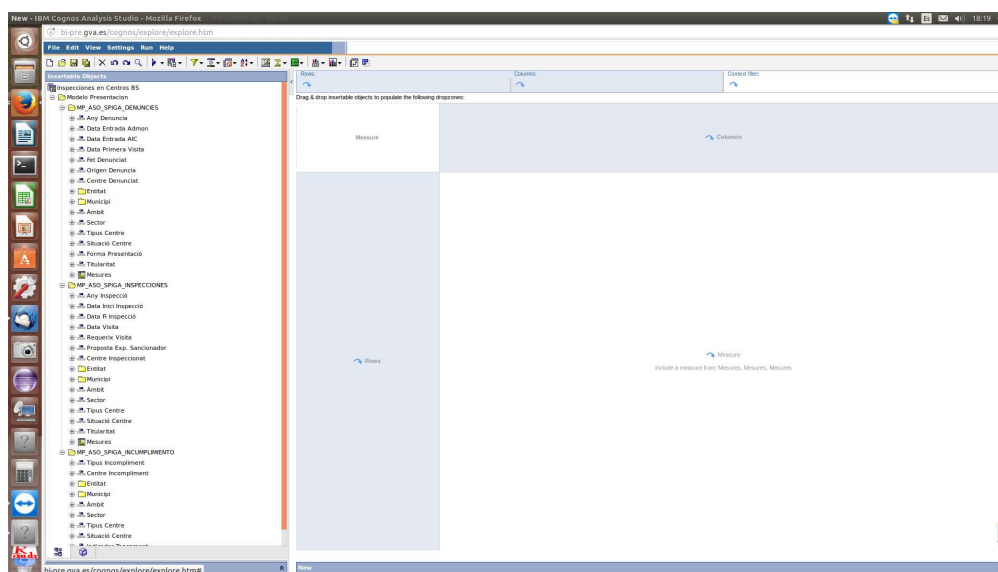 New - IBM Cognos Analysis Studio - Mozilla Firefox
Es
18:19
bi-pre.gva.es/cognos/explore/explore.htm
File Edit View Settings Run Help
Insertable Objects
Rows:
Columns:
Context filter:
Inspecciones en Centros BS
Modelo Presentacion
Drag & drop insertable objects to populate the following dropzones:
MP_ASO_SPIGA_DENUNCIES
Any Denuncia
Data Entrada Admon
Data Entrada AIC
Data Primera Visita
Fet Denunciat
Origen Denuncia
Centre Denunciat
Entitat
Municipi
Àmbit
Sector
Tipus Centre
Situació Centre
Forma Presentació
Titularitat
Mesures
MP_ASO_SPIGA_INSPECCIONES
Any Inspecció
Data Inici Inspecció
Data R Inspecció
Data Visita
Requerix Visita
Proposta Exp. Sancionador
Centre Inspeccionat
Entitat
Municipi
Àmbit
Sector
Tipus Centre
Situació Centre
Titularitat
Mesures
MP_ASO_SPIGA_INCUMPLIMIENTO
Tipus Incompliment
Centre Incompliment
Entitat
Municipi
Àmbit
Sector
Tipus Centre
Situació Centre
Measure
Columns
Rows
Measure
Include a measure from: Mesures, Mesures, Mesures
bi-pre.gva.es/cognos/explore/explore.htm#
New